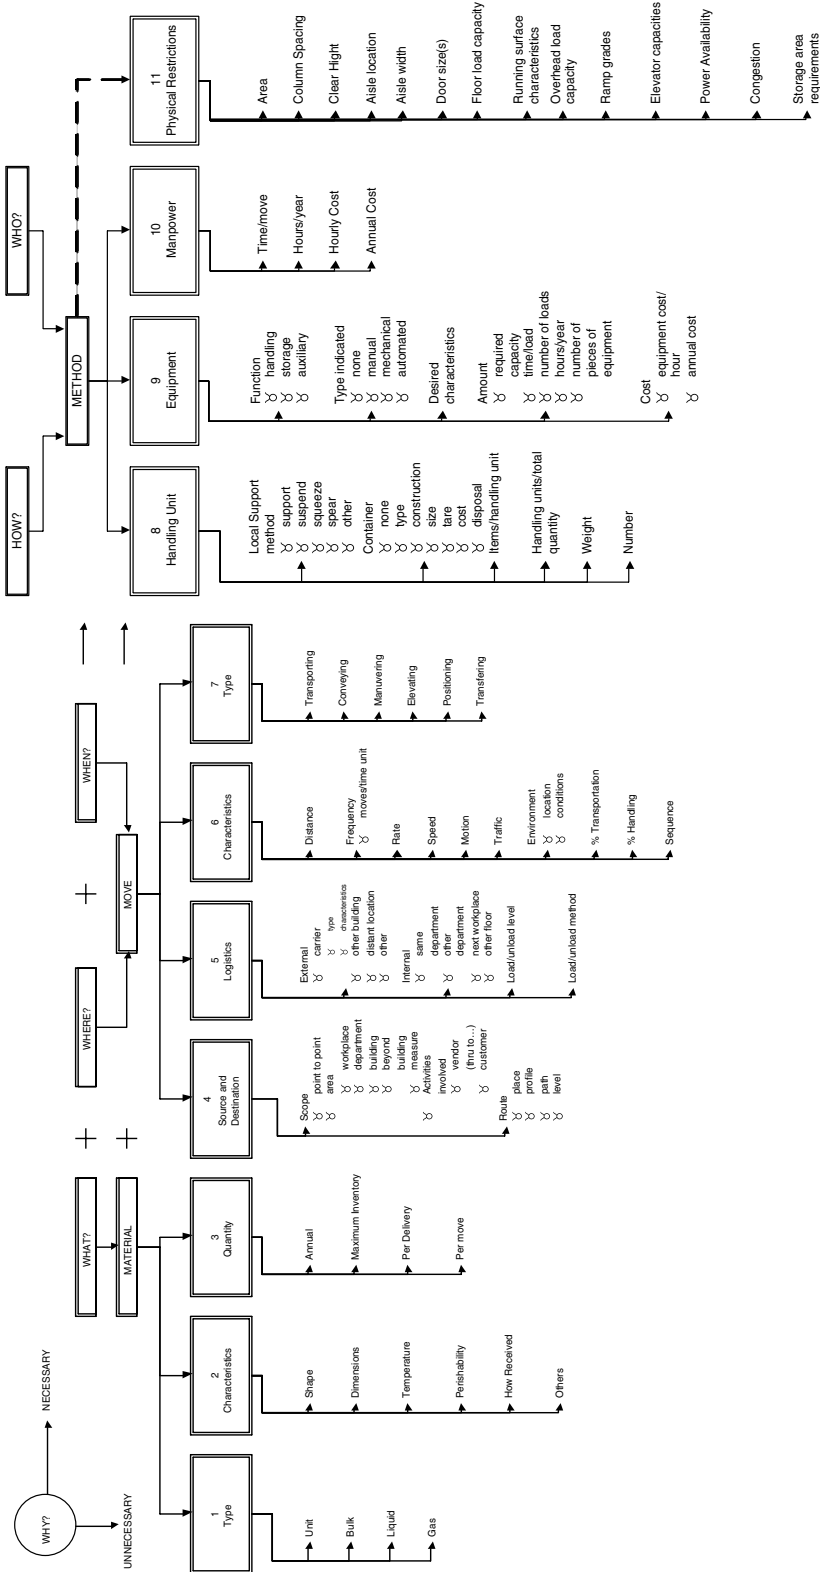 WHY?
NECESSARY
UNNECESSARY
WHAT?
MATERIAL
+
+
WHERE?
+
WHEN?
MOVE
HOW?
WHO?
METHOD
1
Type
Unit
Bulk
Liquid
Gas
2
Characteristics
Shape
Dimensions
Temperature
Perishability
How Received
Others
3
Quantity
Annual
Maximum Inventory
Per Delivery
Per move
4
Source and
Destination
Scope
point to point
area
workplace
department
building
beyond
building
measure
Activities
involved
vendor
(thru to...)
customer
Route
place
profile
path
level
5
Logistics
External
carrier
type
characteristics
other building
distant location
other
Internal
same
department
other
department
next workplace
other floor
Load/unload level
Load/unload method
6
Characteristics
Distance
Frequency
moves/time unit
Rate
Speed
Motion
Traffic
Environment
location
conditions
% Transportation
% Handling
Sequence
7
Type
Transporting
Conveying
Manuvering
Elevating
Positioning
Transfering
8
Handling Unit
Local Support
method
support
suspend
squeeze
spear
other
Container
none
type
construction
size
tare
cost
disposal
Items/handling unit
Handling units/total
quantity
Weight
Number
9
Equipment
Function
handling
storage
auxiliary
Type indicated
none
manual
mechanical
automated
Desired
characteristics
Amount
required
capacity
time/load
number of loads
hours/year
number of
pieces of
equipment
Cost
equipment cost/
hour
annual cost
10
Manpower
Time/move
Hours/year
Hourly Cost
Annual Cost
11
Physical Restrictions
Area
Column Spacing
Clear Hight
Aisle location
Aisle width
Door size(s)
Floor load capacity
Running surface
characteristics
Overhead load
capacity
Ramp grades
Elevator capacities
Power Availability
Congestion
Storage area
requirements